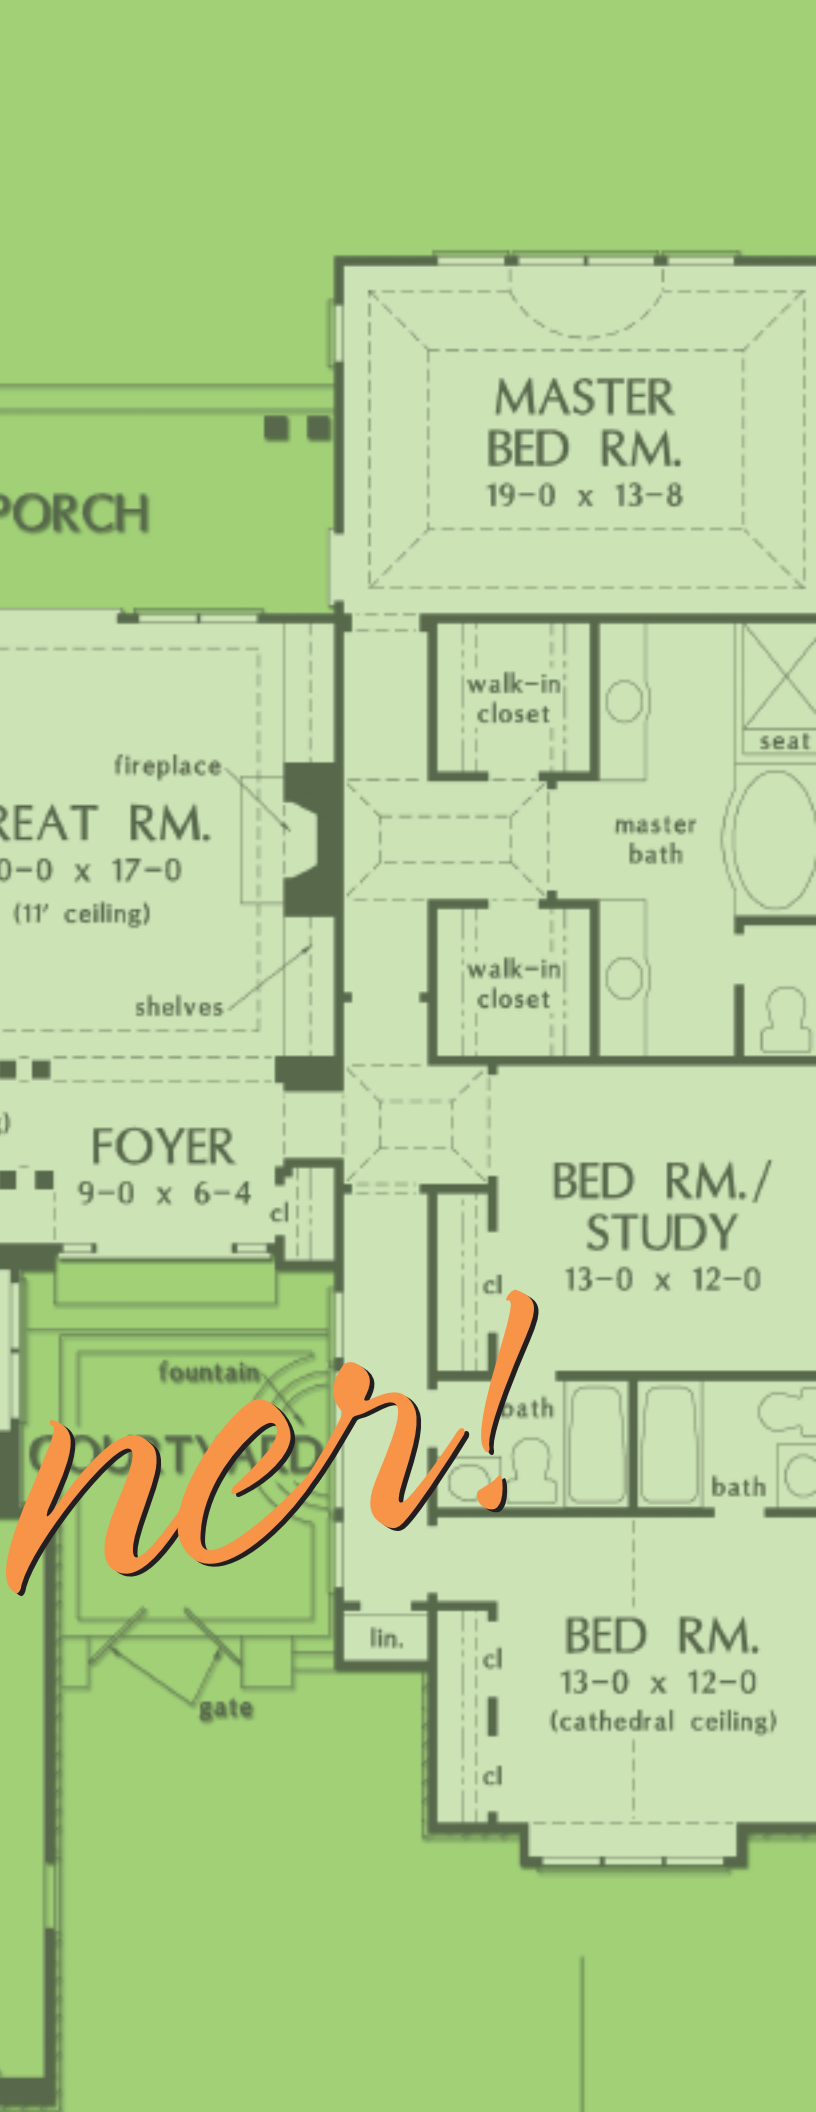 MASTER
BED RM.
19-0 x 13-8
PORCH
walk-in
closet
seat
fireplace
REAT RM.
0-0 x 17-0
(11' ceiling)
master
bath
walk-in
closet
shelves
)
FOYER
9-0 x 6-4
cl
BED RM./
STUDY
13-0 x 12-0
cl
fountain
COURTYARD
bath
bath
ner!
lin.
BED RM.
13-0 x 12-0
(cathedral ceiling)
cl
cl
gate